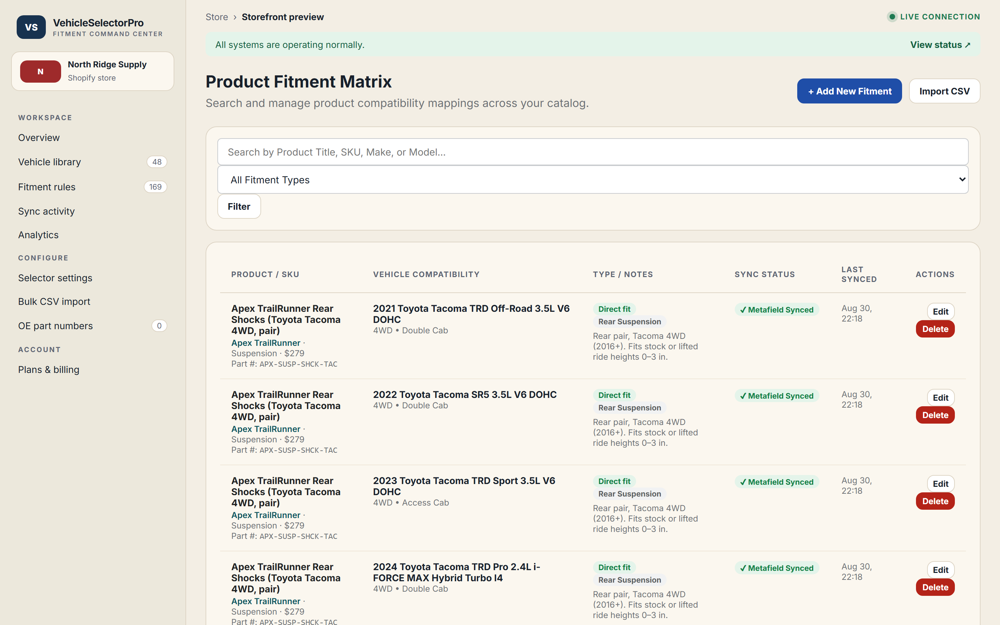 VS
VehicleSelectorPro
FITMENT COMMAND CENTER
N
North Ridge Supply
Shopify store
WORKSPACE
Overview
Vehicle library 48
Fitment rules 169
Sync activity
Analytics
CONFIGURE
Selector settings
Bulk CSV import
OE part numbers 0
ACCOUNT
Plans & billing
Store › Storefront preview
LIVE CONNECTION
All systems are operating normally.
View status ↗
Product Fitment Matrix
Search and manage product compatibility mappings across your catalog.
+ Add New Fitment
Import CSV
Search by Product Title, SKU, Make, or Model...
All Fitment Types
Filter
PRODUCT / SKU
VEHICLE COMPATIBILITY
TYPE / NOTES
SYNC STATUS
LAST
SYNCED
ACTIONS
Apex TrailRunner Rear
Shocks (Toyota Tacoma
4WD, pair)
Apex TrailRunner ·
Suspension · $279
Part #: APX-SUSP-SHCK-TAC
2021 Toyota Tacoma TRD Off-Road 3.5L V6
DOHC
4WD • Double Cab
Direct fit
Rear Suspension
Rear pair, Tacoma 4WD
(2016+). Fits stock or lifted
ride heights 0–3 in.
✓ Metafield Synced
Aug 30,
22:18
Edit
Delete
Apex TrailRunner Rear
Shocks (Toyota Tacoma
4WD, pair)
Apex TrailRunner ·
Suspension · $279
Part #: APX-SUSP-SHCK-TAC
2022 Toyota Tacoma SR5 3.5L V6 DOHC
4WD • Double Cab
Direct fit
Rear Suspension
Rear pair, Tacoma 4WD
(2016+). Fits stock or lifted
ride heights 0–3 in.
✓ Metafield Synced
Aug 30,
22:18
Edit
Delete
Apex TrailRunner Rear
Shocks (Toyota Tacoma
4WD, pair)
Apex TrailRunner ·
Suspension · $279
Part #: APX-SUSP-SHCK-TAC
2023 Toyota Tacoma TRD Sport 3.5L V6
DOHC
4WD • Access Cab
Direct fit
Rear Suspension
Rear pair, Tacoma 4WD
(2016+). Fits stock or lifted
ride heights 0–3 in.
✓ Metafield Synced
Aug 30,
22:18
Edit
Delete
Apex TrailRunner Rear
Shocks (Toyota Tacoma
4WD, pair)
Apex TrailRunner ·
Suspension · $279
Part #: APX-SUSP-SHCK-TAC
2024 Toyota Tacoma TRD Pro 2.4L i-
FORCE MAX Hybrid Turbo I4
4WD • Double Cab
Direct fit
Rear Suspension
Rear pair, Tacoma 4WD
(2016+). Fits stock or lifted
ride heights 0–3 in.
✓ Metafield Synced
Aug 30,
22:18
Edit
Delete